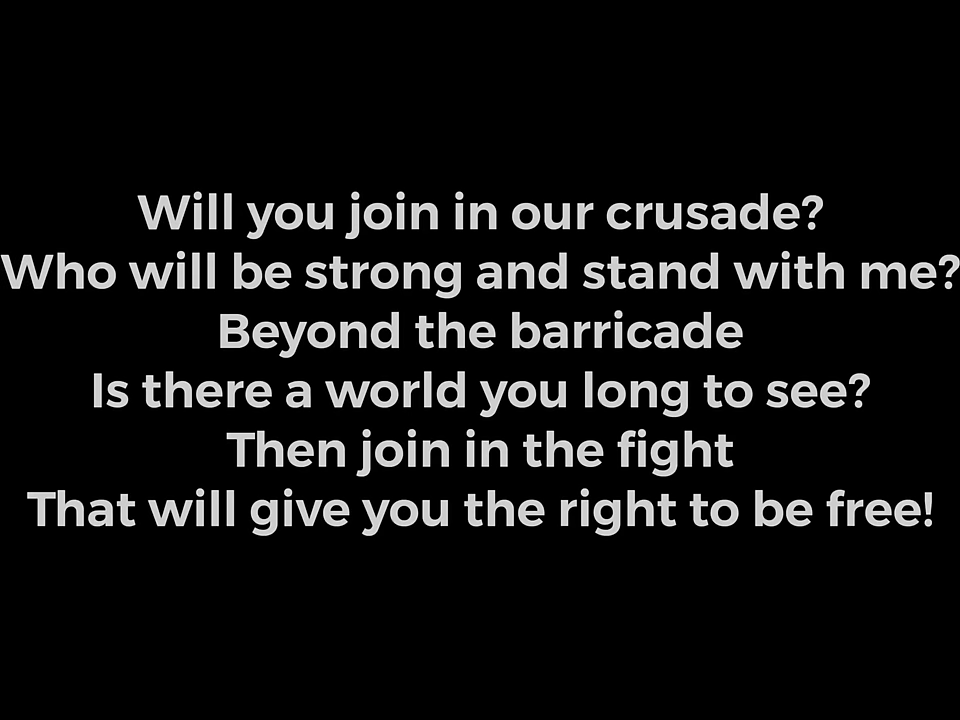 Will you join in our crusade?
Who will be strong and stand with me?
Beyond the barricade
Is there a world you long to see?
Then join in the fight
That will give you the right to be free!